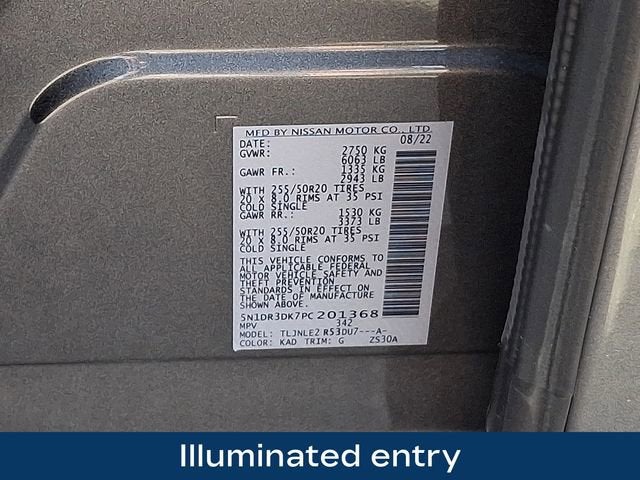 MFD BY NISSAN MOTOR CO., LTD.
DATE: 08/22
GVWR: 2750 KG
6063 LB
GAWR FR.: 1335 KG
2943 LB
WITH 255/50R20 TIRES
20 x 8.0 RIMS AT 35 PSI
COLD SINGLE
GAWR RR.: 1530 KG
3373 LB
WITH 255/50R20 TIRES
20 x 8.0 RIMS AT 35 PSI
COLD SINGLE
THIS VEHICLE CONFORMS TO
ALL APPLICABLE FEDERAL
MOTOR VEHICLE SAFETY AND
THEFT PREVENTION
STANDARDS IN EFFECT ON
THE DATE OF MANUFACTURE
SHOWN ABOVE.
5N1DR3DK7PC201368
MPV 342
MODEL: TLJNLE2 R53DU7---A-
COLOR: KAD TRIM: G ZS30A
Illuminated entry